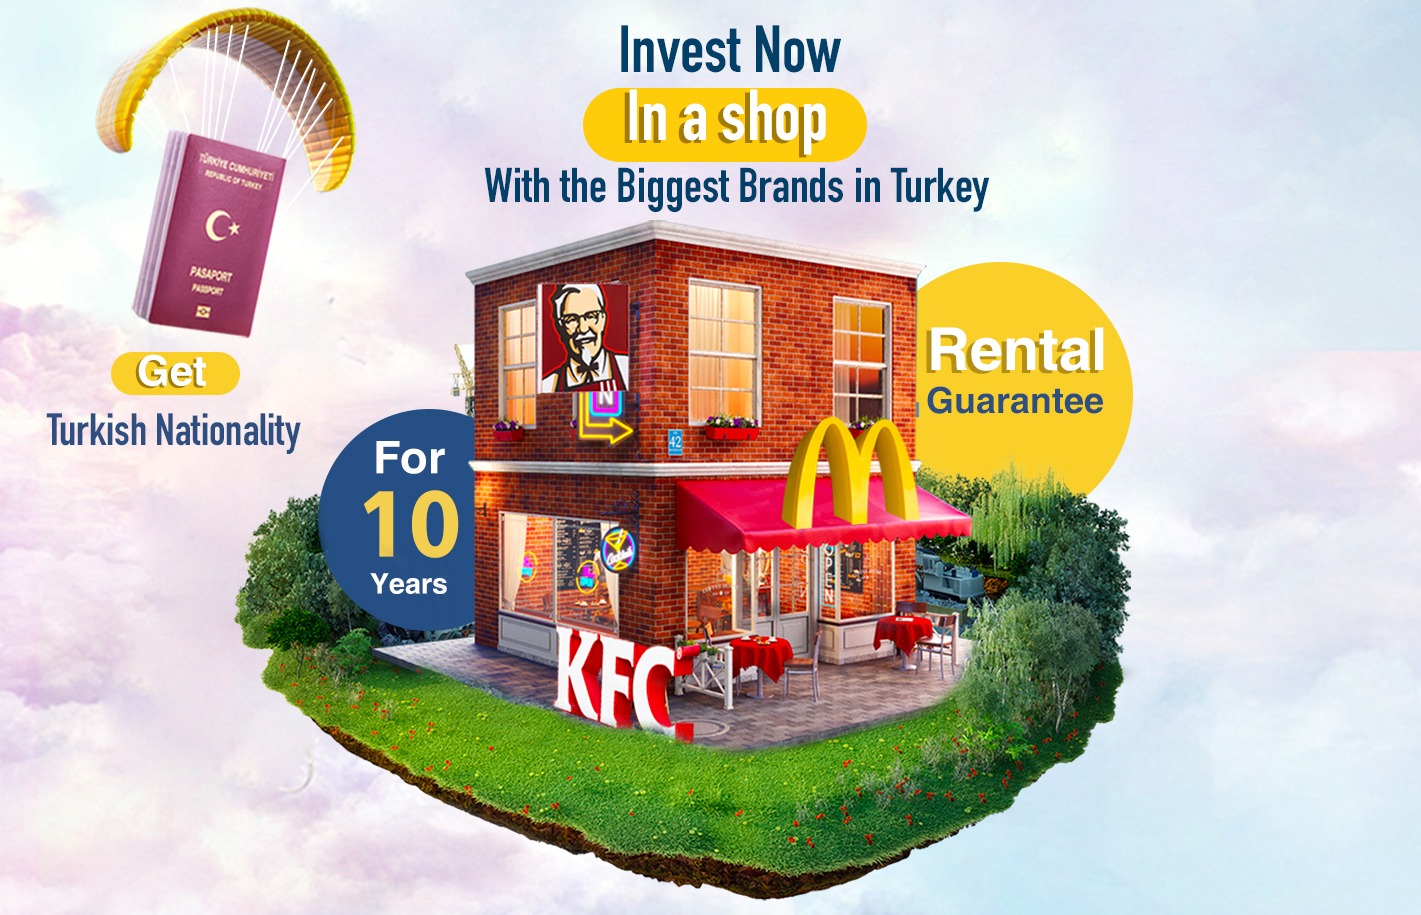 Invest Now
In a shop
With the Biggest Brands in Turkey
TÜRKİYE CUMHURİYETİ
REPUBLIC OF TURKEY
PASAPORT
PASSPORT
Get
Turkish Nationality
For
10
Years
Rental
Guarantee
N
42
OPEN
KFC